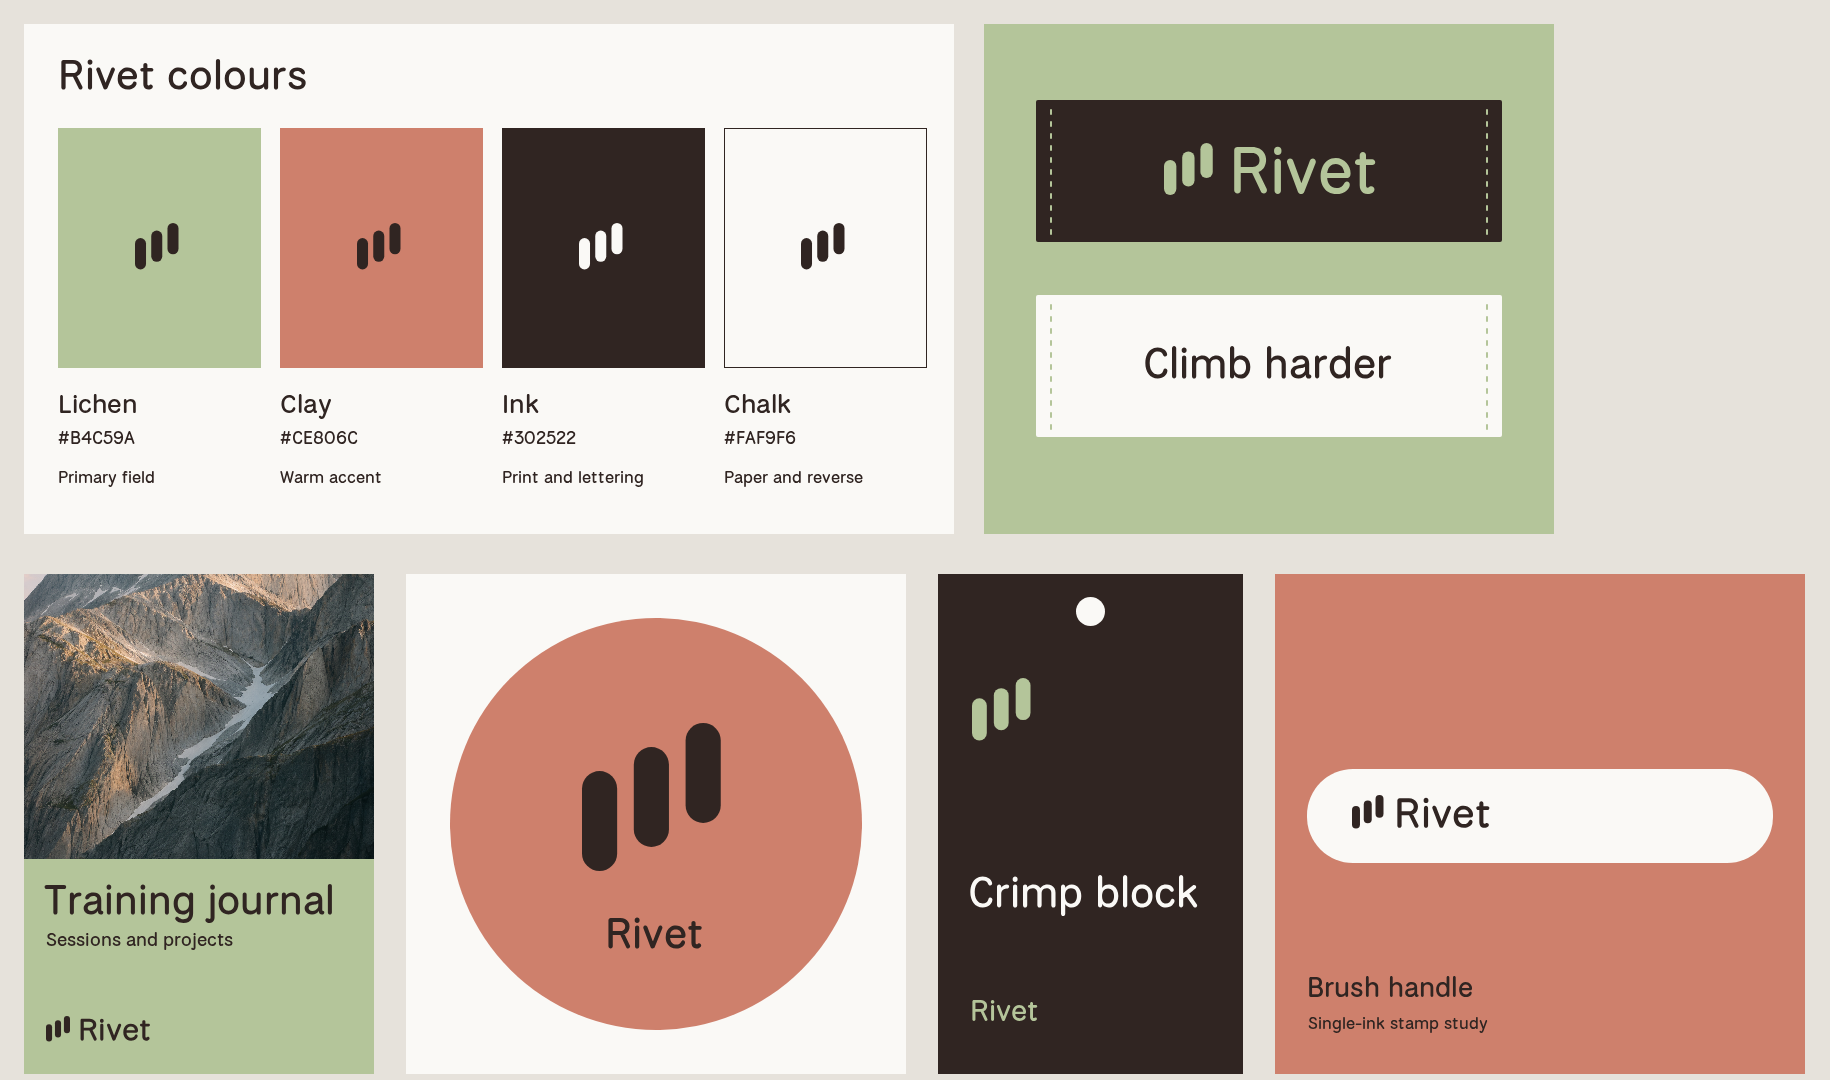 Rivet colours
Lichen
#B4C59A
Primary field
Clay
#CE806C
Warm accent
Ink
#302522
Print and lettering
Chalk
#FAF9F6
Paper and reverse
Rivet
Climb harder
Training journal
Sessions and projects
Rivet
Rivet
Crimp block
Rivet
Rivet
Brush handle
Single-ink stamp study